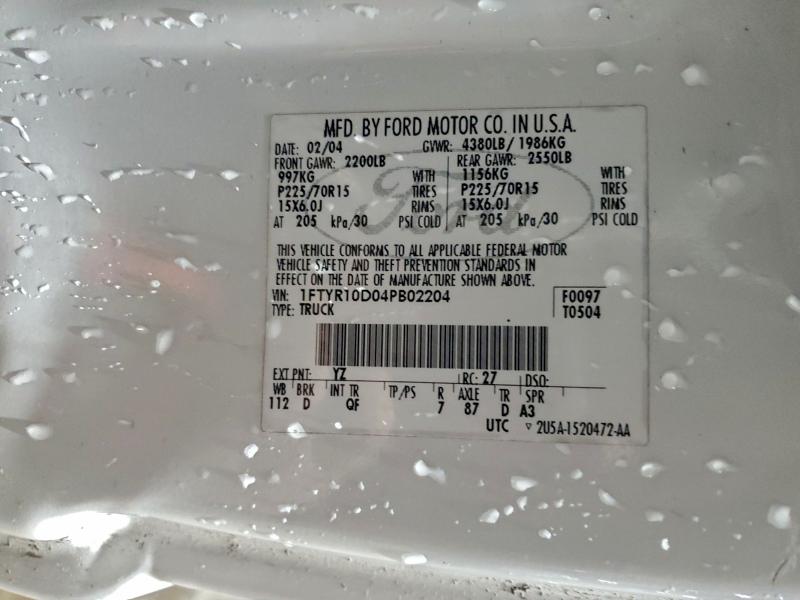 MFD. BY FORD MOTOR CO. IN U.S.A.
DATE: 02/04 GVWR: 4380LB/ 1986KG
FRONT GAWR: 2200LB REAR GAWR: 2550LB
997KG WITH 1156KG WITH
P225/70R15 TIRES P225/70R15 TIRES
15X6.0J RIMS 15X6.0J RIMS
AT 205 kPa/30 PSI COLD AT 205 kPa/30 PSI COLD
Ford
THIS VEHICLE CONFORMS TO ALL APPLICABLE FEDERAL MOTOR
VEHICLE SAFETY AND THEFT PREVENTION STANDARDS IN
EFFECT ON THE DATE OF MANUFACTURE SHOWN ABOVE.
VIN: 1FTYR10D04PB02204 F0097
TYPE: TRUCK T0504
EXT PNT: YZ RC: 27 DSO:
WB BRK INT TR TP/PS R AXLE TR SPR
112 D QF 7 87 D A3
UTC ▽ 2U5A-1520472-AA